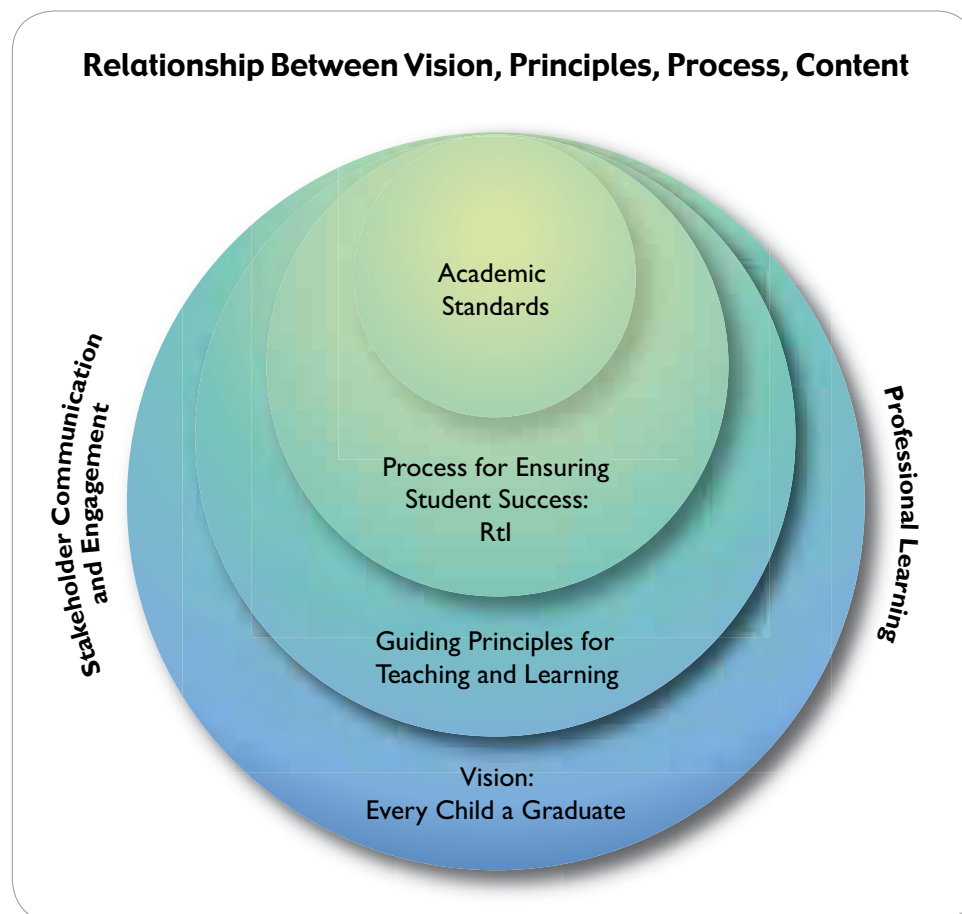 Relationship Between Vision, Principles, Process, Content
Academic
Standards
Process for Ensuring
Student Success:
RtI
Guiding Principles for
Teaching and Learning
Vision:
Every Child a Graduate
Stakeholder Communication
and Engagement
Professional Learning